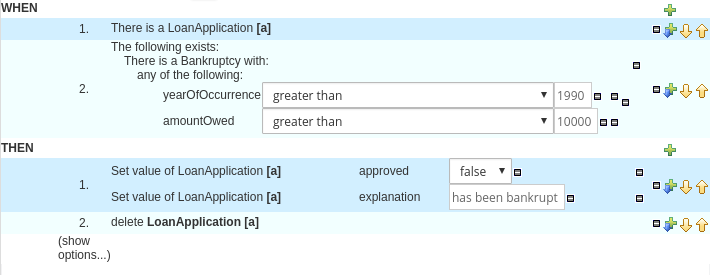 WHEN
1. There is a LoanApplication [a]
The following exists:
There is a Bankruptcy with:
any of the following:
2.
yearOfOccurrence greater than 1990
amountOwed greater than 10000
THEN
Set value of LoanApplication [a] approved false
1.
Set value of LoanApplication [a] explanation has been bankrupt
2. delete LoanApplication [a]
(show
options...)